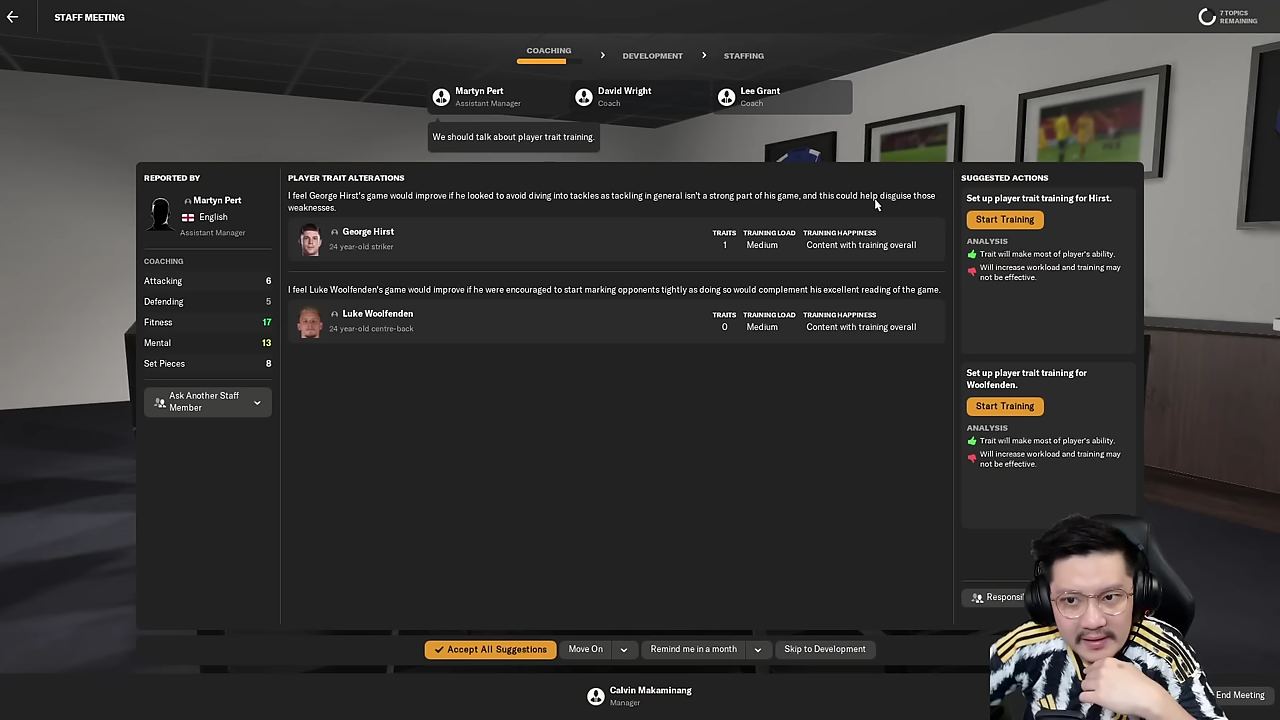 STAFF MEETING
7 TOPICS
REMAINING
COACHING
DEVELOPMENT
STAFFING
Martyn Pert
Assistant Manager
David Wright
Coach
Lee Grant
Coach
We should talk about player trait training.
REPORTED BY
Martyn Pert
English
Assistant Manager
COACHING
Attacking 6
Defending 5
Fitness 17
Mental 13
Set Pieces 8
Ask Another Staff
Member
PLAYER TRAIT ALTERATIONS
I feel George Hirst's game would improve if he looked to avoid diving into tackles as tackling in general isn't a strong part of his game, and this could help disguise those
weaknesses.
George Hirst
24 year-old striker
TRAITS TRAINING LOAD TRAINING HAPPINESS
1 Medium Content with training overall
I feel Luke Woolfenden's game would improve if he were encouraged to start marking opponents tightly as doing so would complement his excellent reading of the game.
Luke Woolfenden
24 year-old centre-back
TRAITS TRAINING LOAD TRAINING HAPPINESS
0 Medium Content with training overall
SUGGESTED ACTIONS
Set up player trait training for Hirst.
Start Training
ANALYSIS
Trait will make most of player's ability.
Will increase workload and training may
not be effective.
Set up player trait training for
Woolfenden.
Start Training
ANALYSIS
Trait will make most of player's ability.
Will increase workload and training may
not be effective.
Accept All Suggestions
Move On
Remind me in a month
Skip to Development
Calvin Makaminang
Manager
End Meeting